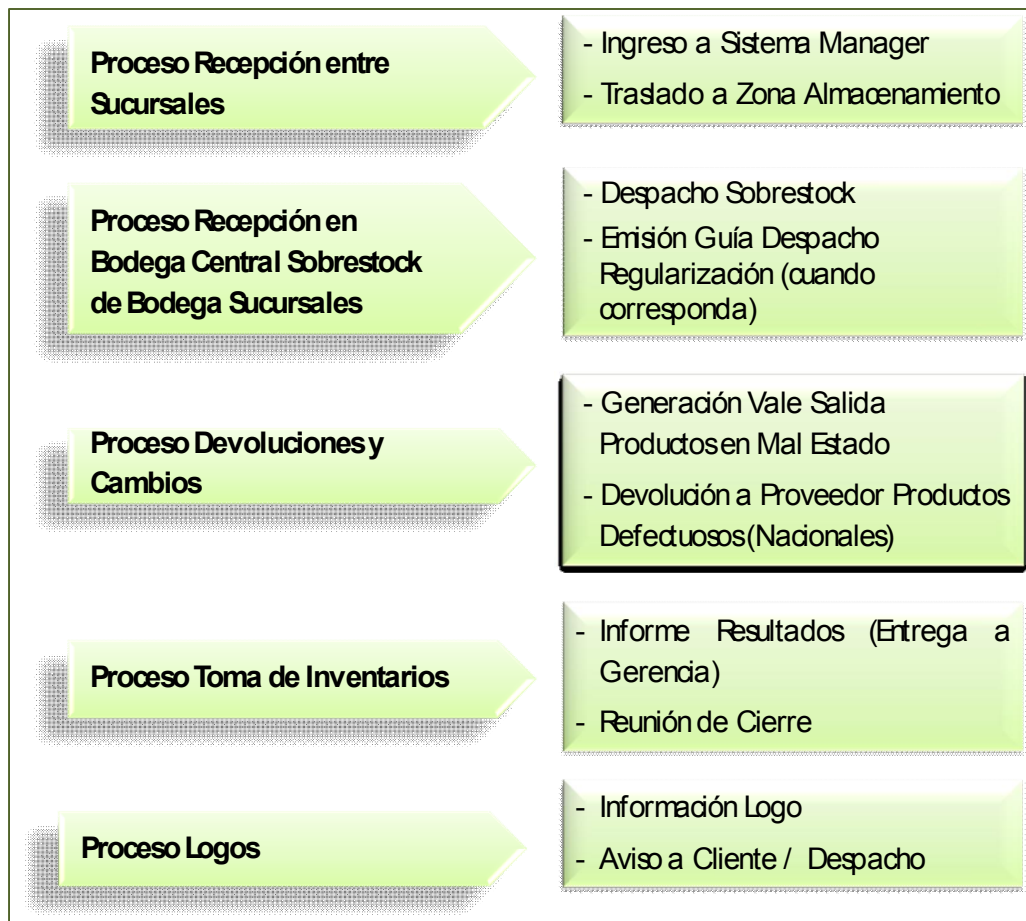 Proceso Recepción entre
Sucursales
- Ingreso a Sistema Manager
- Traslado a Zona Almacenamiento
Proceso Recepción en
Bodega Central Sobrestock
de Bodega Sucursales
- Despacho Sobrestock
- Emisión Guía Despacho
Regularización (cuando
corresponda)
Proceso Devoluciones y
Cambios
- Generación Vale Salida
Productos en Mal Estado
- Devolución a Proveedor Productos
Defectuosos (Nacionales)
Proceso Toma de Inventarios
- Informe Resultados (Entrega a
Gerencia)
- Reunión de Cierre
Proceso Logos
- Información Logo
- Aviso a Cliente / Despacho